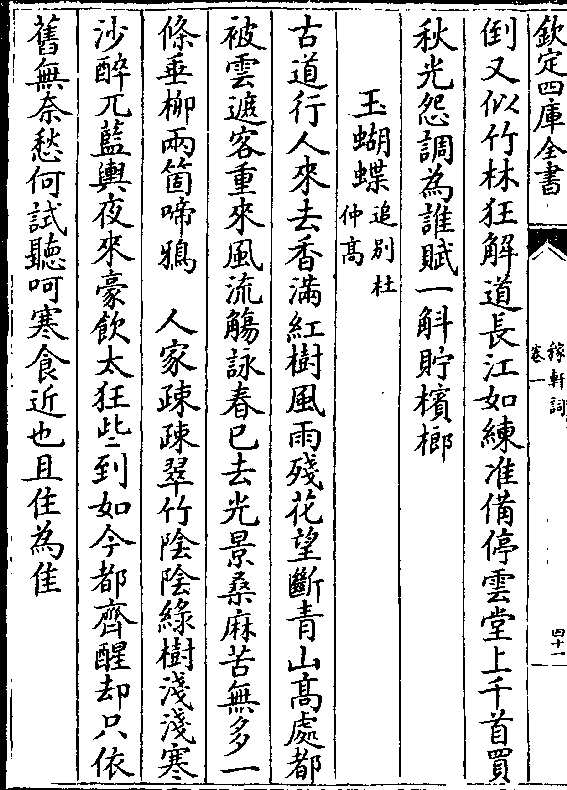 欽定四庫全書
稼軒詞
卷一
四十一
倒又似竹林狂解道長江如練准備停雲堂上千首買
秋光怨調為誰賦一斛貯檳榔
玉蝴蝶追别杜仲高
古道行人來去香滿紅樹風雨殘花望斷青山髙處都
被雲遮客重來風流觴詠春已去光景桑麻苦無多一
條垂柳兩箇啼鴉　人家疎疎翠竹陰陰綠樹淺淺寒
沙醉兀藍輿夜來豪飲太狂些到如今都齊醒却只依
舊無奈愁何試聽呵寒食近也且住為佳